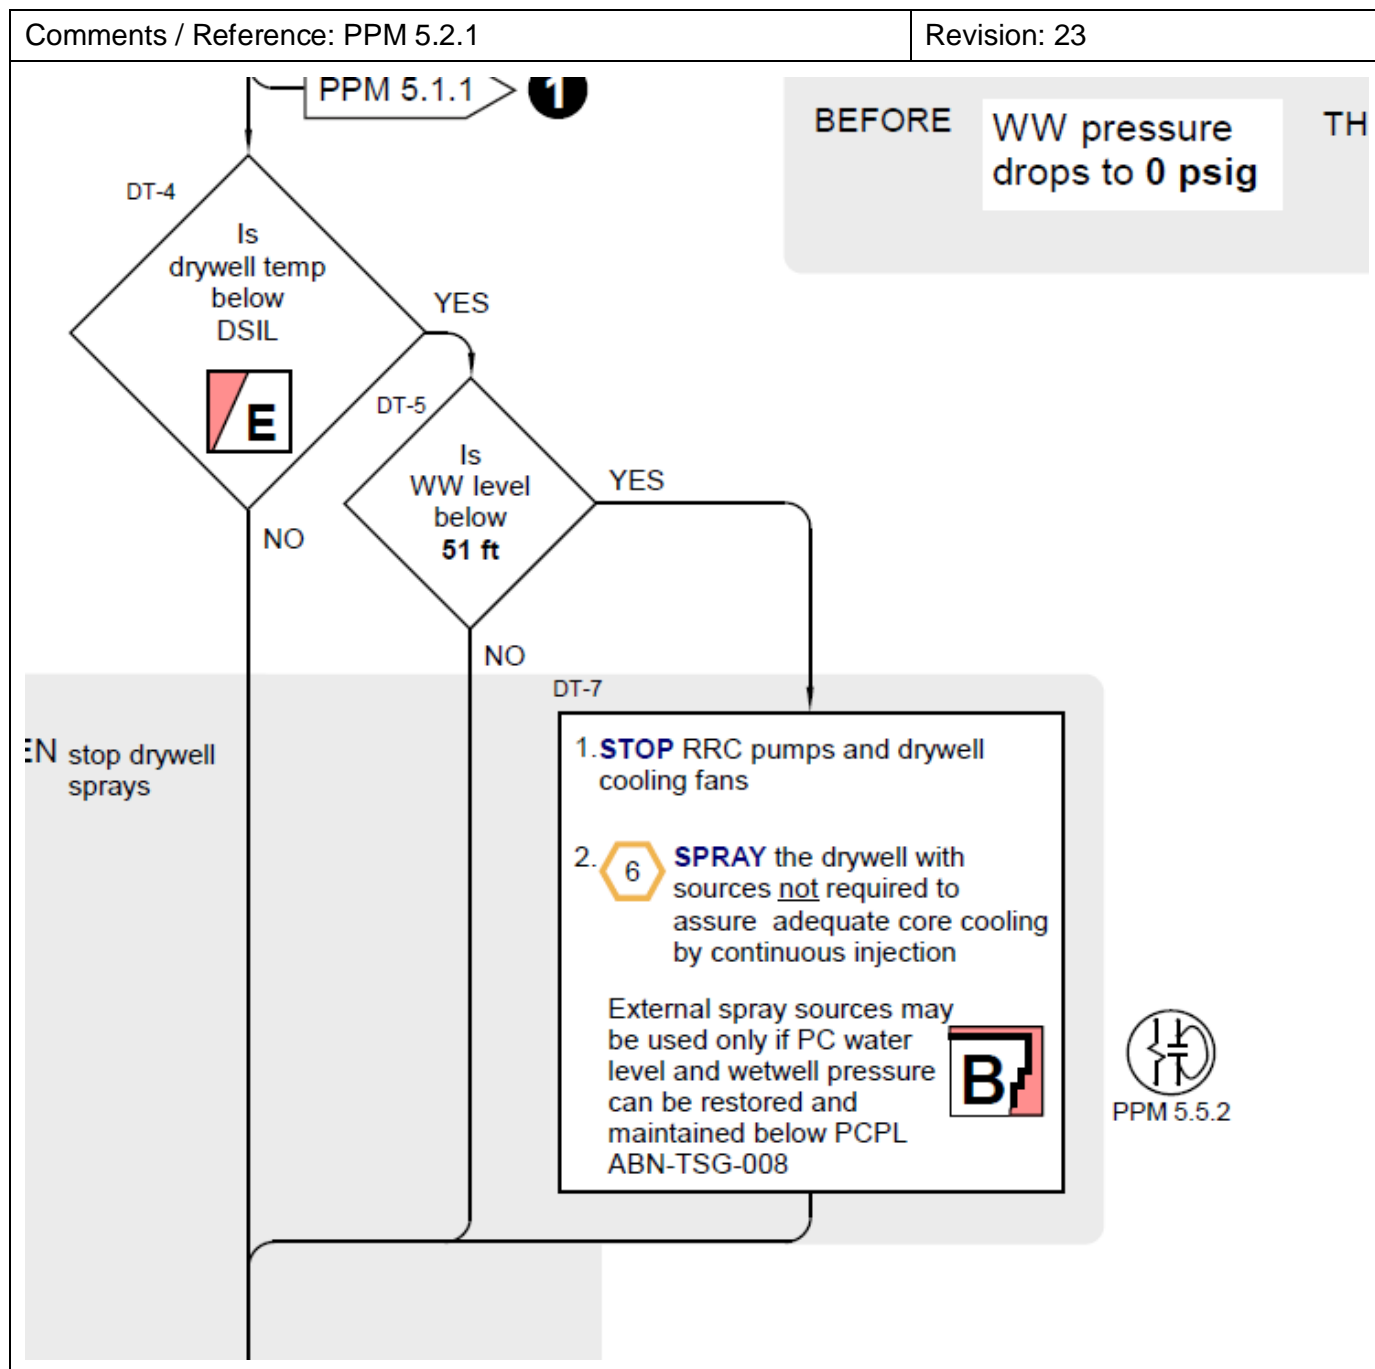 Comments / Reference: PPM 5.2.1
Revision: 23
PPM 5.1.1
1
BEFORE
WW pressure
drops to 0 psig
TH
DT-4
Is
drywell temp
below
DSIL
E
YES
NO
DT-5
Is
WW level
below
51 ft
YES
NO
EN stop drywell
sprays
DT-7
1. STOP RRC pumps and drywell
cooling fans
2. 6 SPRAY the drywell with
sources not required to
assure adequate core cooling
by continuous injection
External spray sources may
be used only if PC water
level and wetwell pressure
can be restored and
maintained below PCPL
ABN-TSG-008
B
PPM 5.5.2